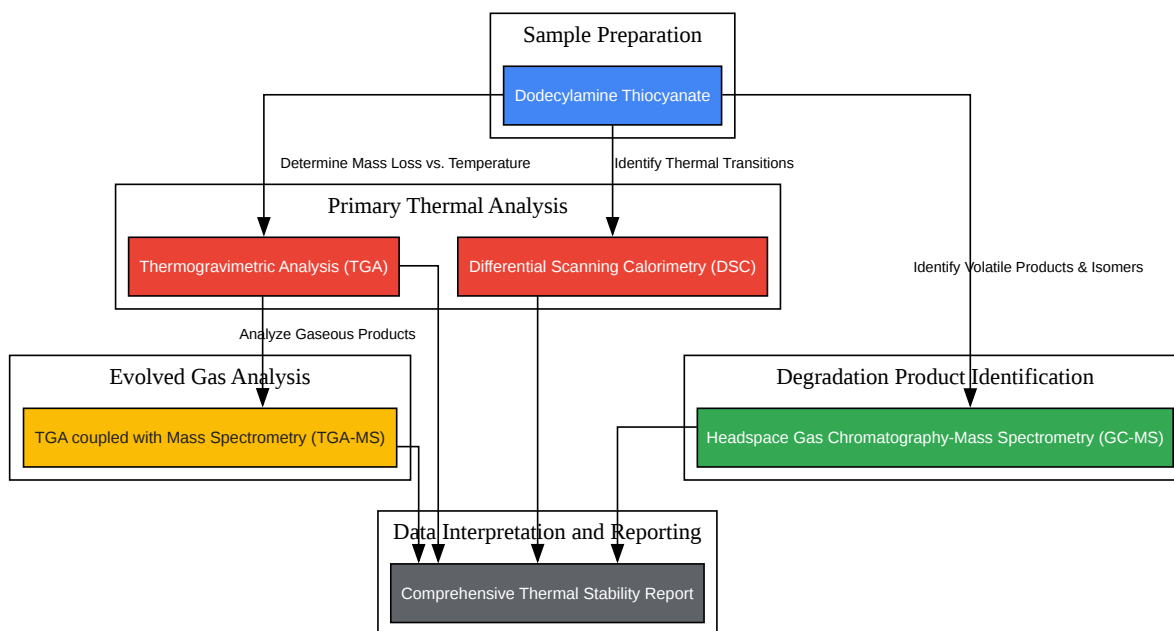 Sample Preparation
Dodecylamine Thiocyanate
Determine Mass Loss vs. Temperature
Identify Thermal Transitions
Primary Thermal Analysis
Thermogravimetric Analysis (TGA)
Differential Scanning Calorimetry (DSC)
Identify Volatile Products & Isomers
Analyze Gaseous Products
Evolved Gas Analysis
Degradation Product Identification
TGA coupled with Mass Spectrometry (TGA-MS)
Headspace Gas Chromatography-Mass Spectrometry (GC-MS)
Data Interpretation and Reporting
Comprehensive Thermal Stability Report